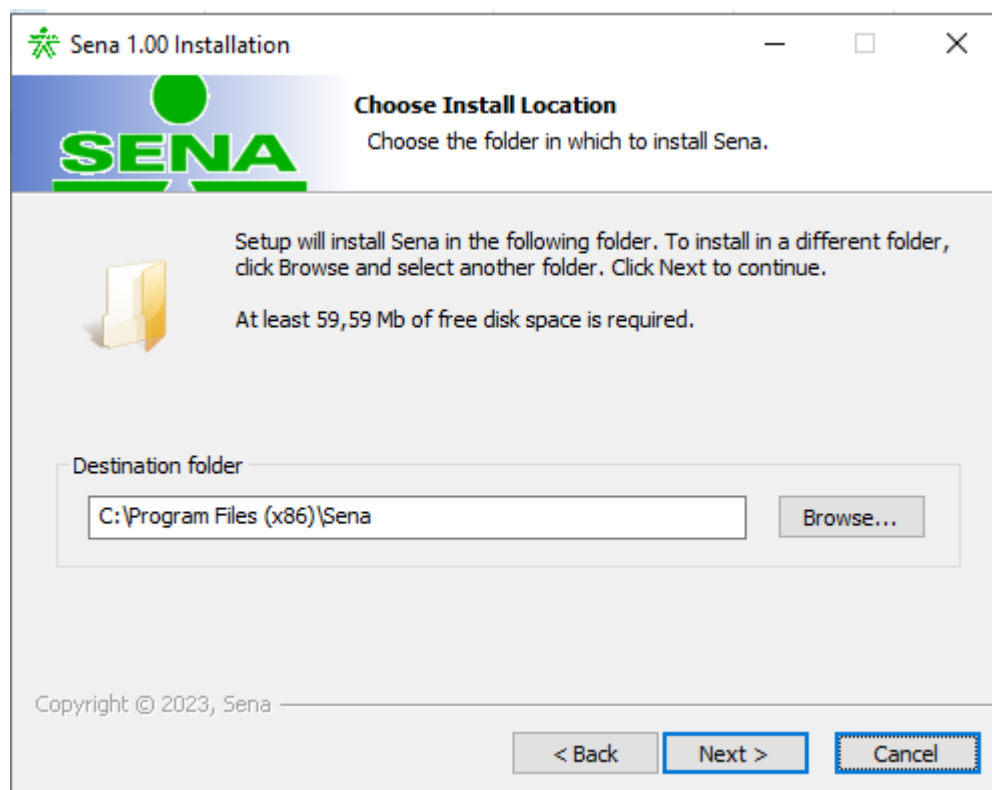 Sena 1.00 Installation
SENA
Choose Install Location
Choose the folder in which to install Sena.
Setup will install Sena in the following folder. To install in a different folder,
click Browse and select another folder. Click Next to continue.
At least 59,59 Mb of free disk space is required.
Destination folder
C:\Program Files (x86)\Sena
Browse...
Copyright © 2023, Sena
< Back
Next >
Cancel